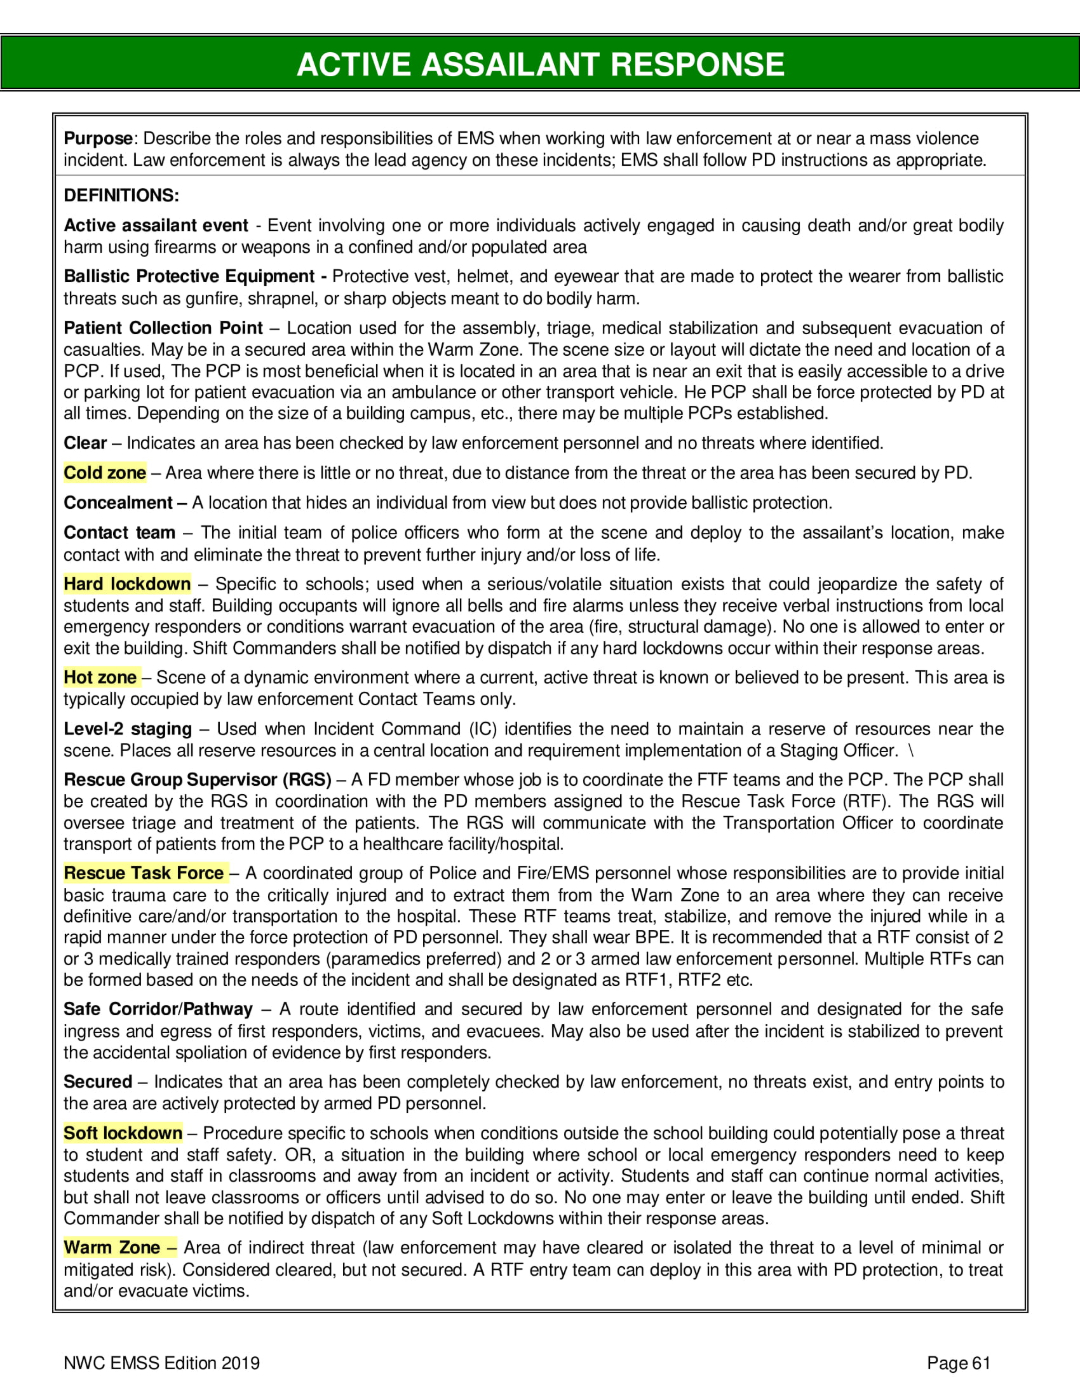 ACTIVE ASSAILANT RESPONSE
Purpose: Describe the roles and responsibilities of EMS when working with law enforcement at or near a mass violence
incident. Law enforcement is always the lead agency on these incidents; EMS shall follow PD instructions as appropriate.
DEFINITIONS:
Active assailant event - Event involving one or more individuals actively engaged in causing death and/or great bodily
harm using firearms or weapons in a confined and/or populated area
Ballistic Protective Equipment - Protective vest, helmet, and eyewear that are made to protect the wearer from ballistic
threats such as gunfire, shrapnel, or sharp objects meant to do bodily harm.
Patient Collection Point – Location used for the assembly, triage, medical stabilization and subsequent evacuation of
casualties. May be in a secured area within the Warm Zone. The scene size or layout will dictate the need and location of a
PCP. If used, The PCP is most beneficial when it is located in an area that is near an exit that is easily accessible to a drive
or parking lot for patient evacuation via an ambulance or other transport vehicle. He PCP shall be force protected by PD at
all times. Depending on the size of a building campus, etc., there may be multiple PCPs established.
Clear – Indicates an area has been checked by law enforcement personnel and no threats where identified.
Cold zone – Area where there is little or no threat, due to distance from the threat or the area has been secured by PD.
Concealment – A location that hides an individual from view but does not provide ballistic protection.
Contact team – The initial team of police officers who form at the scene and deploy to the assailant's location, make
contact with and eliminate the threat to prevent further injury and/or loss of life.
Hard lockdown – Specific to schools; used when a serious/volatile situation exists that could jeopardize the safety of
students and staff. Building occupants will ignore all bells and fire alarms unless they receive verbal instructions from local
emergency responders or conditions warrant evacuation of the area (fire, structural damage). No one is allowed to enter or
exit the building. Shift Commanders shall be notified by dispatch if any hard lockdowns occur within their response areas.
Hot zone – Scene of a dynamic environment where a current, active threat is known or believed to be present. This area is
typically occupied by law enforcement Contact Teams only.
Level-2 staging – Used when Incident Command (IC) identifies the need to maintain a reserve of resources near the
scene. Places all reserve resources in a central location and requirement implementation of a Staging Officer. \
Rescue Group Supervisor (RGS) – A FD member whose job is to coordinate the FTF teams and the PCP. The PCP shall
be created by the RGS in coordination with the PD members assigned to the Rescue Task Force (RTF). The RGS will
oversee triage and treatment of the patients. The RGS will communicate with the Transportation Officer to coordinate
transport of patients from the PCP to a healthcare facility/hospital.
Rescue Task Force – A coordinated group of Police and Fire/EMS personnel whose responsibilities are to provide initial
basic trauma care to the critically injured and to extract them from the Warn Zone to an area where they can receive
definitive care/and/or transportation to the hospital. These RTF teams treat, stabilize, and remove the injured while in a
rapid manner under the force protection of PD personnel. They shall wear BPE. It is recommended that a RTF consist of 2
or 3 medically trained responders (paramedics preferred) and 2 or 3 armed law enforcement personnel. Multiple RTFs can
be formed based on the needs of the incident and shall be designated as RTF1, RTF2 etc.
Safe Corridor/Pathway – A route identified and secured by law enforcement personnel and designated for the safe
ingress and egress of first responders, victims, and evacuees. May also be used after the incident is stabilized to prevent
the accidental spoliation of evidence by first responders.
Secured – Indicates that an area has been completely checked by law enforcement, no threats exist, and entry points to
the area are actively protected by armed PD personnel.
Soft lockdown – Procedure specific to schools when conditions outside the school building could potentially pose a threat
to student and staff safety. OR, a situation in the building where school or local emergency responders need to keep
students and staff in classrooms and away from an incident or activity. Students and staff can continue normal activities,
but shall not leave classrooms or officers until advised to do so. No one may enter or leave the building until ended. Shift
Commander shall be notified by dispatch of any Soft Lockdowns within their response areas.
Warm Zone – Area of indirect threat (law enforcement may have cleared or isolated the threat to a level of minimal or
mitigated risk). Considered cleared, but not secured. A RTF entry team can deploy in this area with PD protection, to treat
and/or evacuate victims.
NWC EMSS Edition 2019
Page 61